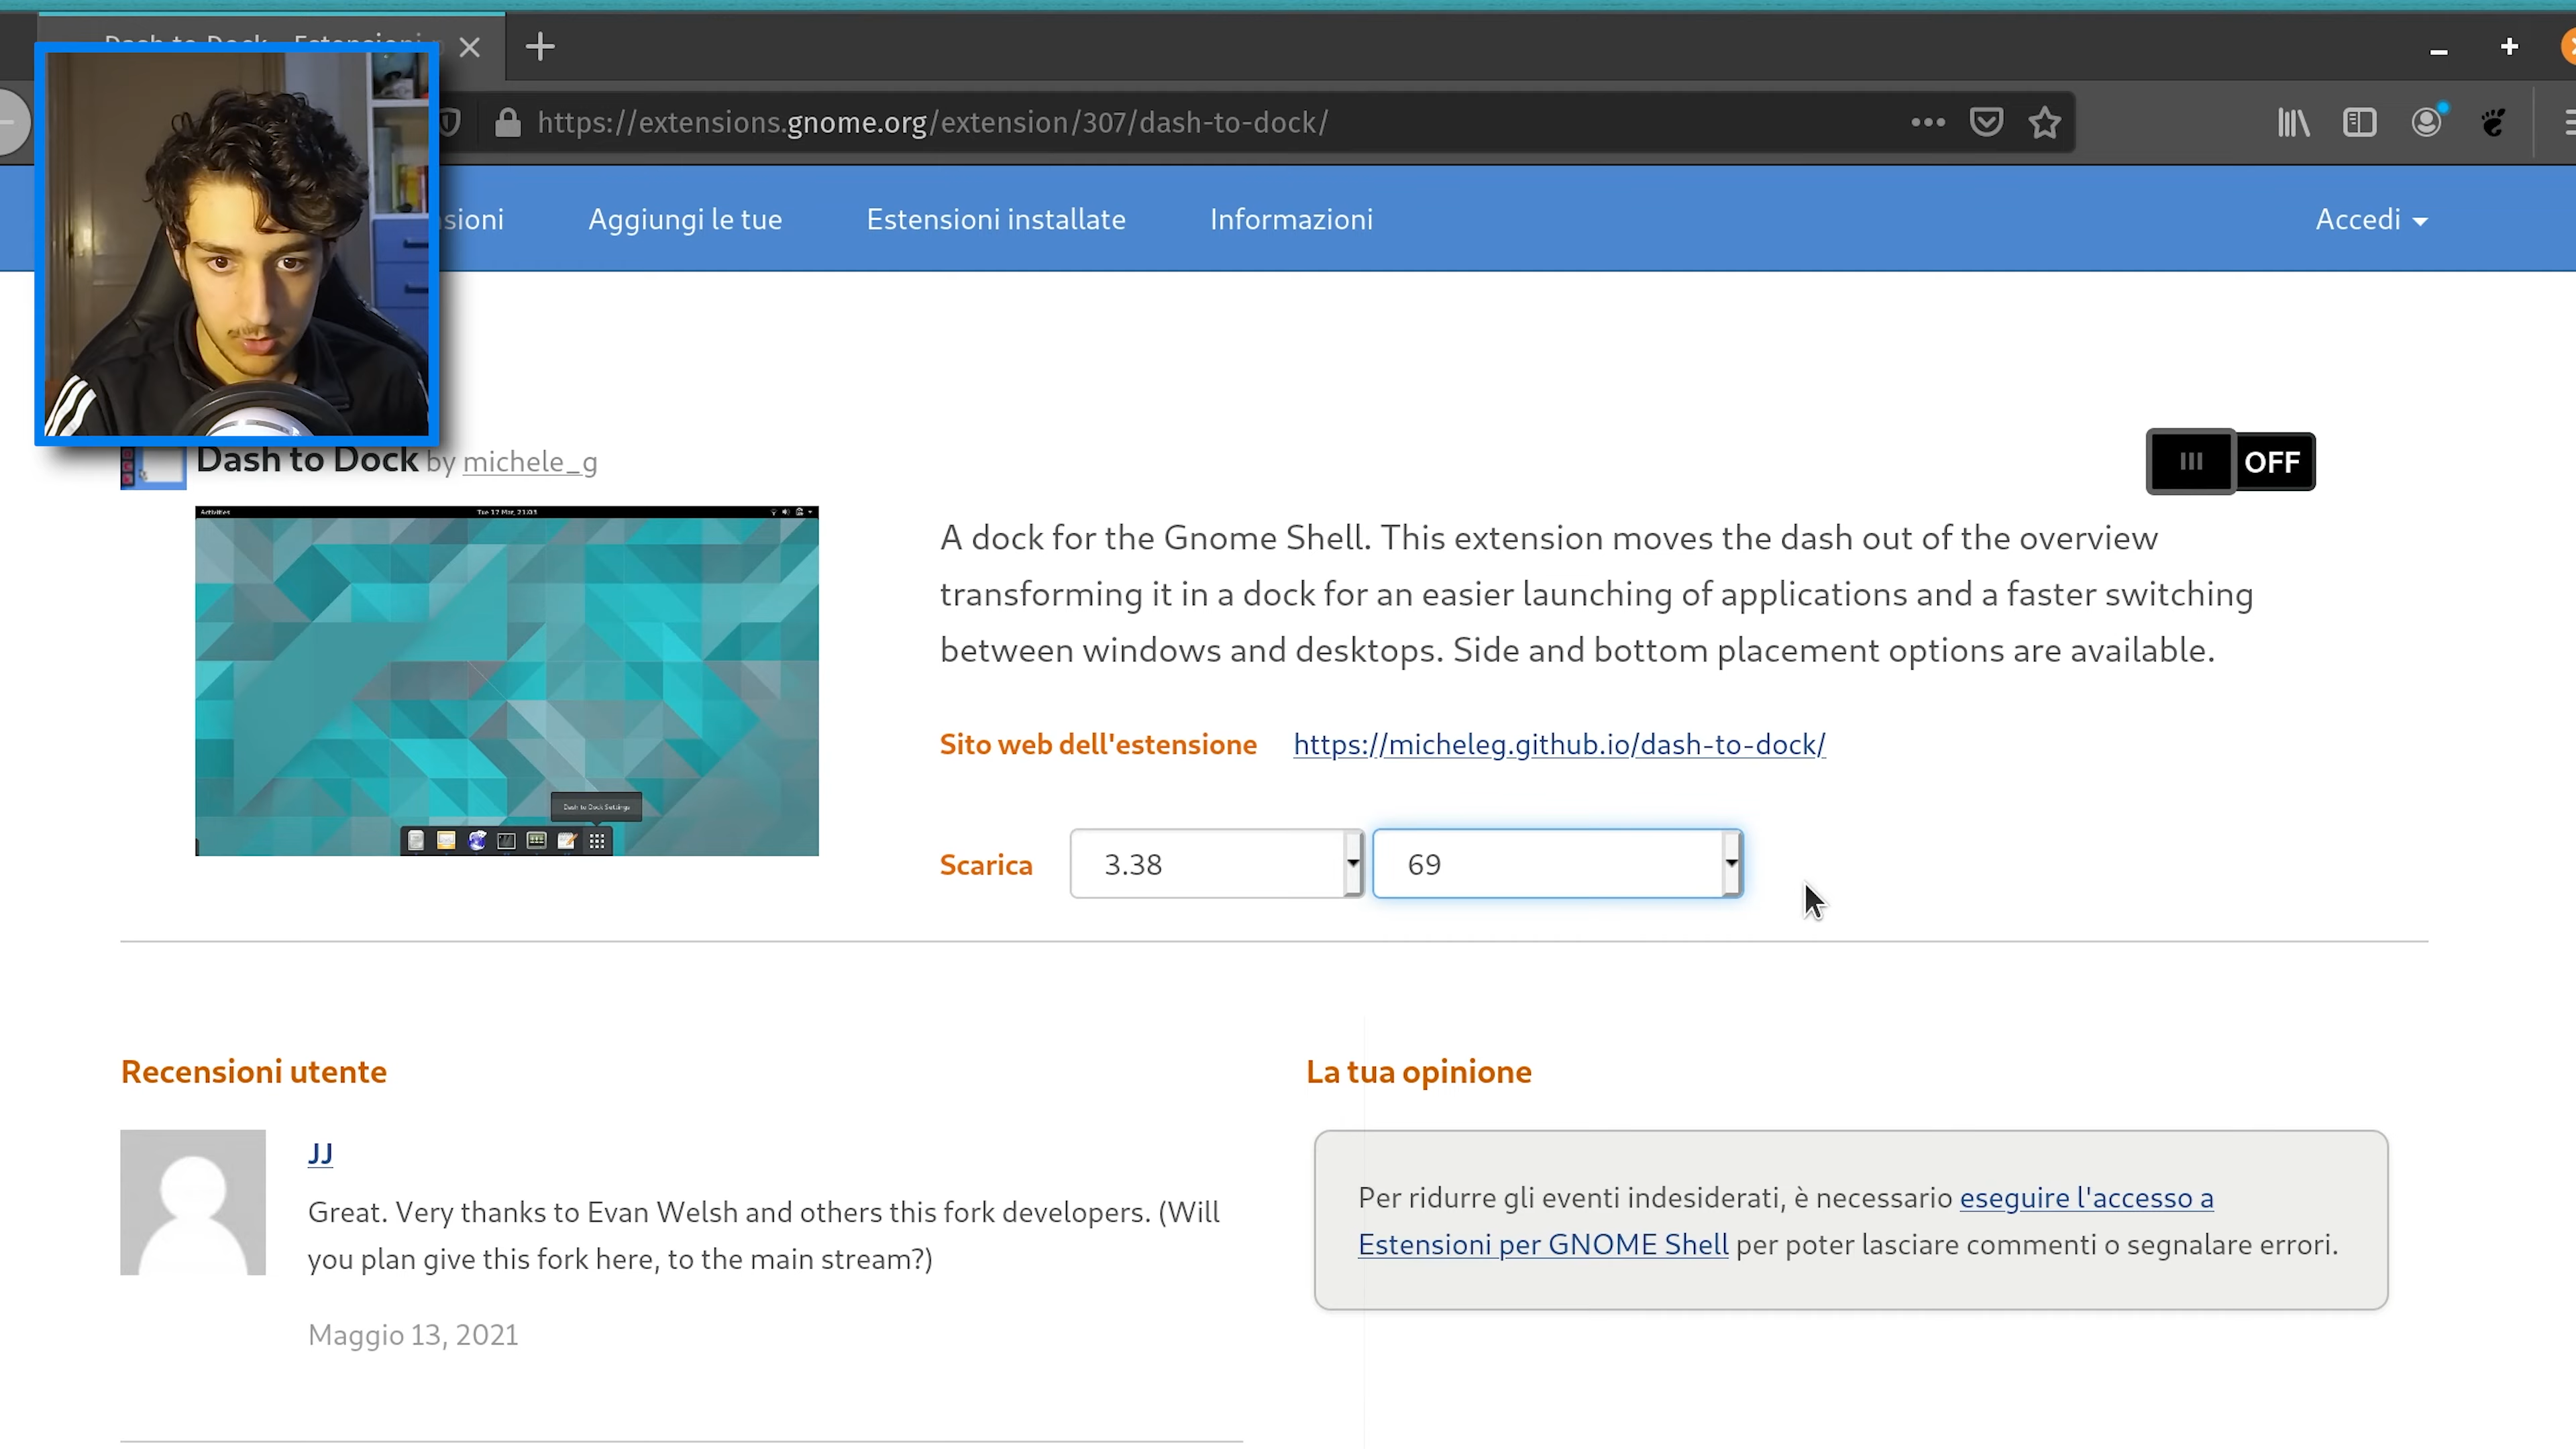 https://extensions.gnome.org/extension/307/dash-to-dock/
Aggiungi le tue
Estensioni installate
Informazioni
Accedi
Dash to Dock by michele_g
OFF
Activities
Dash to Dock Settings
A dock for the Gnome Shell. This extension moves the dash out of the overview
transforming it in a dock for an easier launching of applications and a faster switching
between windows and desktops. Side and bottom placement options are available.
Sito web dell'estensione https://micheleg.github.io/dash-to-dock/
Scarica 3.38 69
Recensioni utente
La tua opinione
JJ
Great. Very thanks to Evan Welsh and others this fork developers. (Will
you plan give this fork here, to the main stream?)
Maggio 13, 2021
Per ridurre gli eventi indesiderati, è necessario eseguire l'accesso a
Estensioni per GNOME Shell per poter lasciare commenti o segnalare errori.